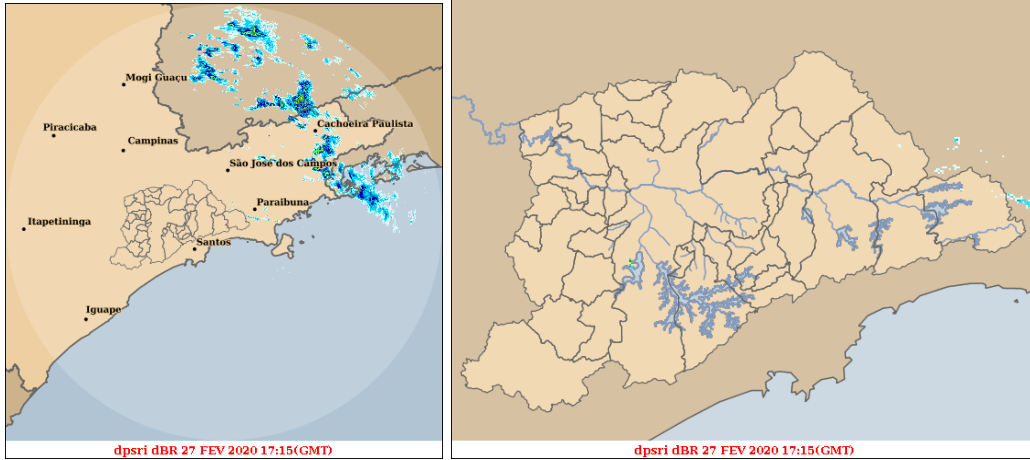 Mogi Guaçu
Piracicaba
Campinas
Cachoeira Paulista
São Jose dos Campos
Paraibuna
Itapetininga
Santos
Iguape
dpsri dBR 27 FEV 2020 17:15(GMT)
dpsri dBR 27 FEV 2020 17:15(GMT)